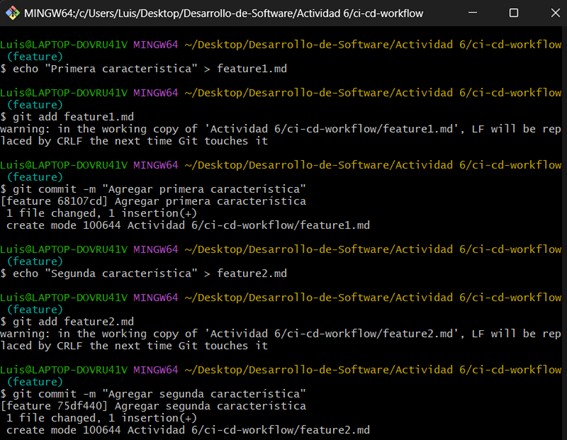 MINGW64:/c/Users/Luis/Desktop/Desarrollo-de-Software/Actividad 6/ci-cd-workflow
Luis@LAPTOP-DOVRU41V MINGW64 ~/Desktop/Desarrollo-de-Software/Actividad 6/ci-cd-workflow
(feature)
$ echo "Primera caracteristica" > feature1.md
Luis@LAPTOP-DOVRU41V MINGW64 ~/Desktop/Desarrollo-de-Software/Actividad 6/ci-cd-workflow
(feature)
$ git add feature1.md
warning: in the working copy of 'Actividad 6/ci-cd-workflow/feature1.md', LF will be rep
laced by CRLF the next time Git touches it
Luis@LAPTOP-DOVRU41V MINGW64 ~/Desktop/Desarrollo-de-Software/Actividad 6/ci-cd-workflow
(feature)
$ git commit -m "Agregar primera caracteristica"
[feature 68107cd] Agregar primera caracteristica
1 file changed, 1 insertion(+)
create mode 100644 Actividad 6/ci-cd-workflow/feature1.md
Luis@LAPTOP-DOVRU41V MINGW64 ~/Desktop/Desarrollo-de-Software/Actividad 6/ci-cd-workflow
(feature)
$ echo "Segunda caracteristica" > feature2.md
Luis@LAPTOP-DOVRU41V MINGW64 ~/Desktop/Desarrollo-de-Software/Actividad 6/ci-cd-workflow
(feature)
$ git add feature2.md
warning: in the working copy of 'Actividad 6/ci-cd-workflow/feature2.md', LF will be rep
laced by CRLF the next time Git touches it
Luis@LAPTOP-DOVRU41V MINGW64 ~/Desktop/Desarrollo-de-Software/Actividad 6/ci-cd-workflow
(feature)
$ git commit -m "Agregar segunda caracteristica"
[feature 75df440] Agregar segunda caracteristica
1 file changed, 1 insertion(+)
create mode 100644 Actividad 6/ci-cd-workflow/feature2.md